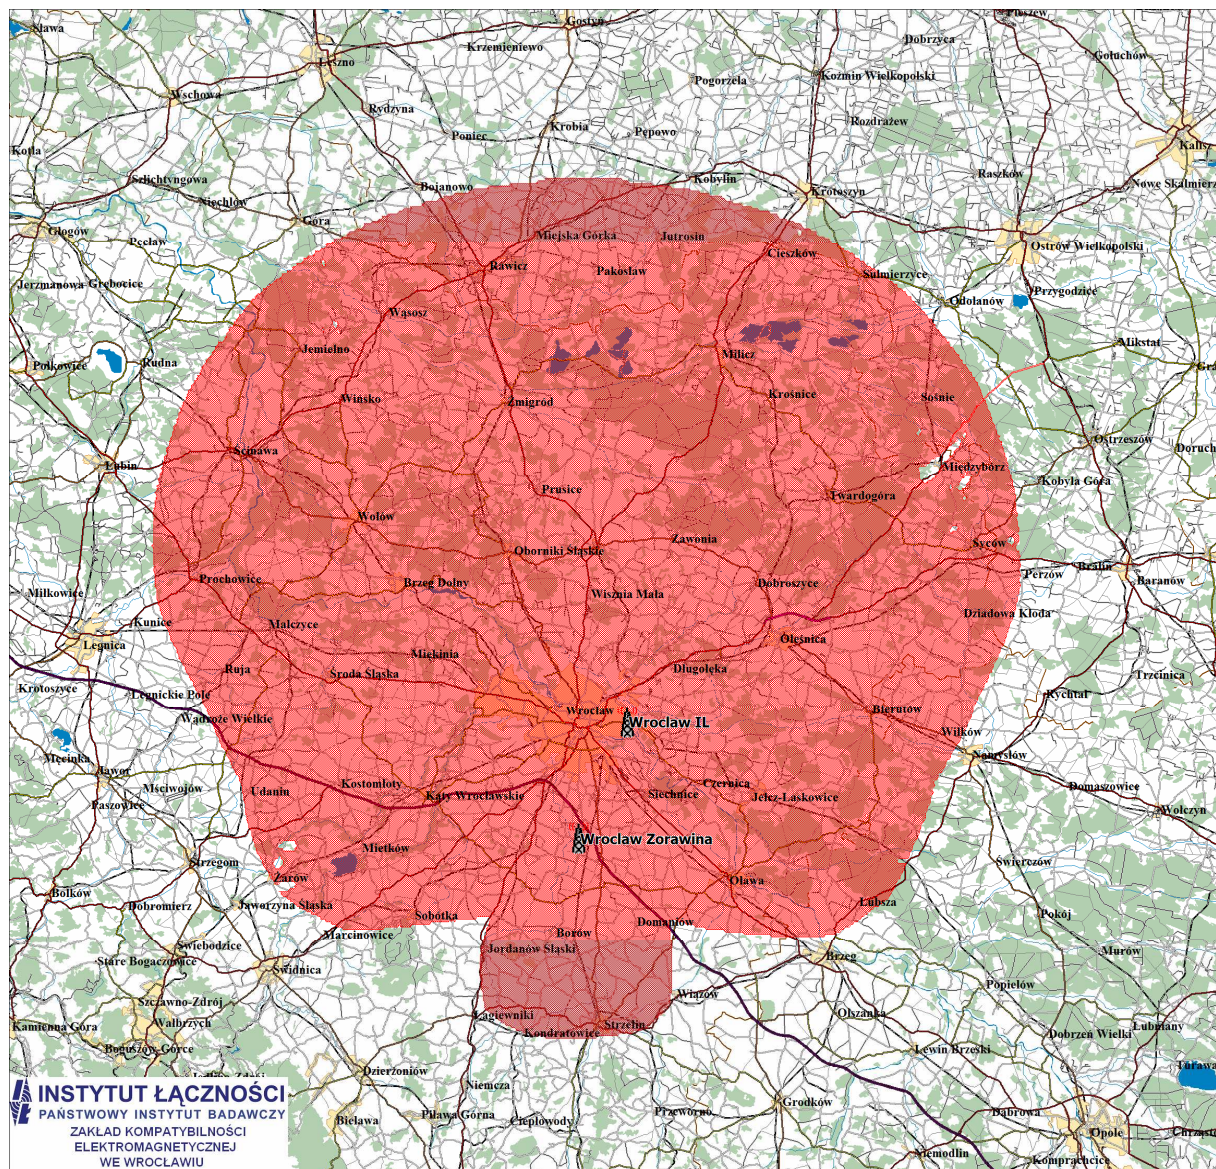 Sława
Gostyń
Pleszew
Krzemieniewo
Dobrzyca
Gołuchów
Leszno
Pogorzela
Koźmin Wielkopolski
Wschowa
Rydzyna
Rozdrażew
Kotla
Poniec
Krobia
Pępowo
Kalisz
Szlichtyngowa
Bojanowo
Kobylin
Krotoszyn
Raszków
Nowe Skalmierz
Niechlów
Głogów
Góra
Pęcław
Miejska Górka
Jutrosin
Cieszków
Ostrów Wielkopolski
Jerzmanowa
Grębocice
Rawicz
Pakosław
Sulmierzyce
Odolanów
Przygodzice
Wąsosz
Jemielno
Milicz
Mikstat
Polkowice
Rudna
Wińsko
Żmigród
Krośnice
Sośnie
Lubin
Ścinawa
Ostrzeszów
Doruch
Międzybórz
Kobyla Góra
Prusice
Twardogóra
Wołów
Oborniki Śląskie
Zawonia
Syców
Prochowice
Brzeg Dolny
Wisznia Mała
Dobroszyce
Perzów
Bralin
Baranów
Miłkowice
Kunice
Malczyce
Dziadowa Kłoda
Legnica
Miękinia
Oleśnica
Krotoszyce
Ruja
Środa Śląska
Długołęka
Trzcinica
Legnickie Pole
Rychtal
Wądroże Wielkie
Wrocław
Wroclaw IL
Bierutów
Wilków
Męcinka
Jawor
Namysłów
Mściwojów
Paszowice
Udanin
Kostomłoty
Kąty Wrocławskie
Siechnice
Czernica
Jelcz-Laskowice
Domaszowice
Wołczyn
Wroclaw Zorawina
Strzegom
Mietków
Świerczów
Żarów
Oława
Bolków
Dobromierz
Jaworzyna Śląska
Sobótka
Lubsza
Pokój
Marcinowice
Borów
Domaniów
Świebodzice
Stare Bogaczowice
Jordanów Śląski
Brzeg
Murów
Świdnica
Szczawno-Zdrój
Wiązów
Popielów
Kamienna Góra
Wałbrzych
Łagiewniki
Kondratowice
Strzelin
Olszanka
Dobrzeń Wielki
Łubniany
Boguszów-Gorce
Lewin Brzeski
Turawa
Dzierżoniów
Niemcza
Bielawa
Piława Górna
Ciepłowody
Przeworno
Grodków
Dąbrowa
Opole
Chrząst
Niemodlin
Komprachcice
INSTYTUT ŁĄCZNOŚCI
PAŃSTWOWY INSTYTUT BADAWCZY
ZAKŁAD KOMPATYBILNOŚCI
ELEKTROMAGNETYCZNEJ
WE WROCŁAWIU